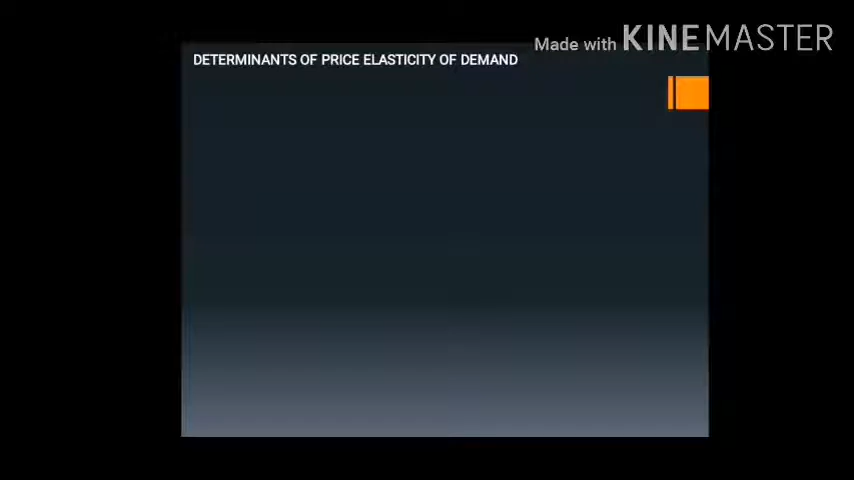 Made with KINEMASTER
DETERMINANTS OF PRICE ELASTICITY OF DEMAND